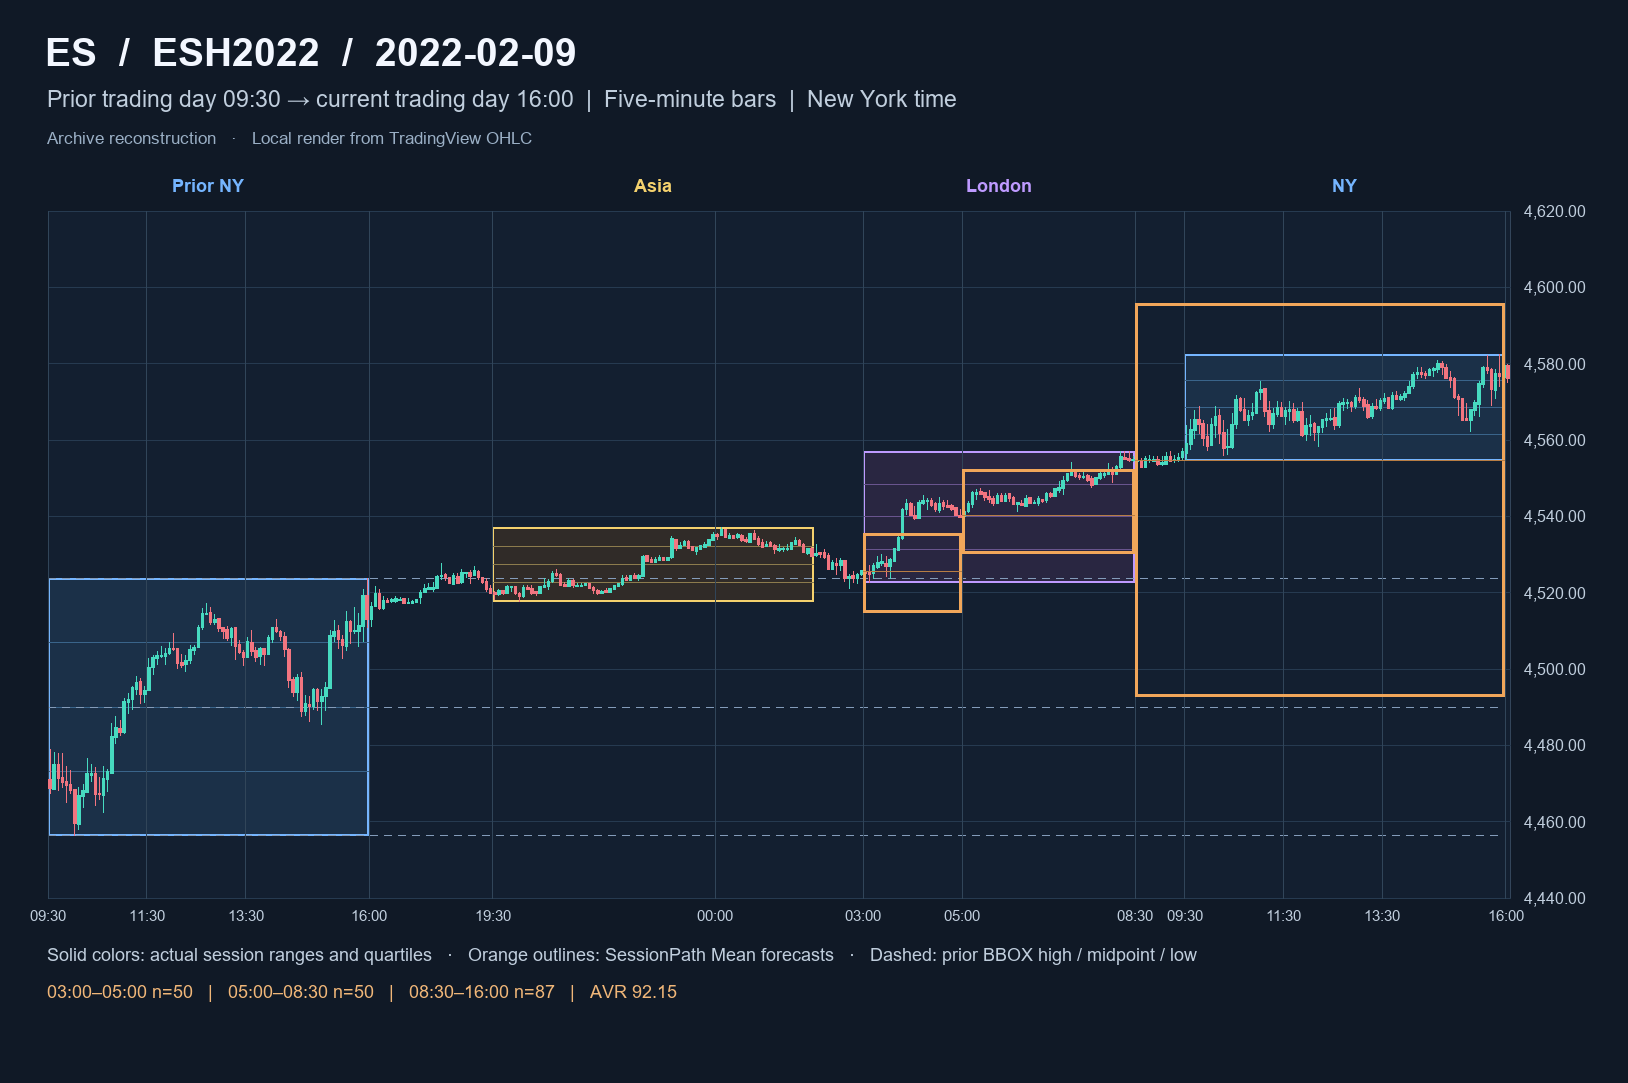 ES / ESH2022 / 2022-02-09
Prior trading day 09:30 → current trading day 16:00 | Five-minute bars | New York time
Archive reconstruction · Local render from TradingView OHLC
Prior NY Asia London NY
4,620.00
4,600.00
4,580.00
4,560.00
4,540.00
4,520.00
4,500.00
4,480.00
4,460.00
4,440.00
09:30 11:30 13:30 16:00 19:30 00:00 03:00 05:00 08:30 09:30 11:30 13:30 16:00
Solid colors: actual session ranges and quartiles · Orange outlines: SessionPath Mean forecasts · Dashed: prior BBOX high / midpoint / low
03:00–05:00 n=50 | 05:00–08:30 n=50 | 08:30–16:00 n=87 | AVR 92.15